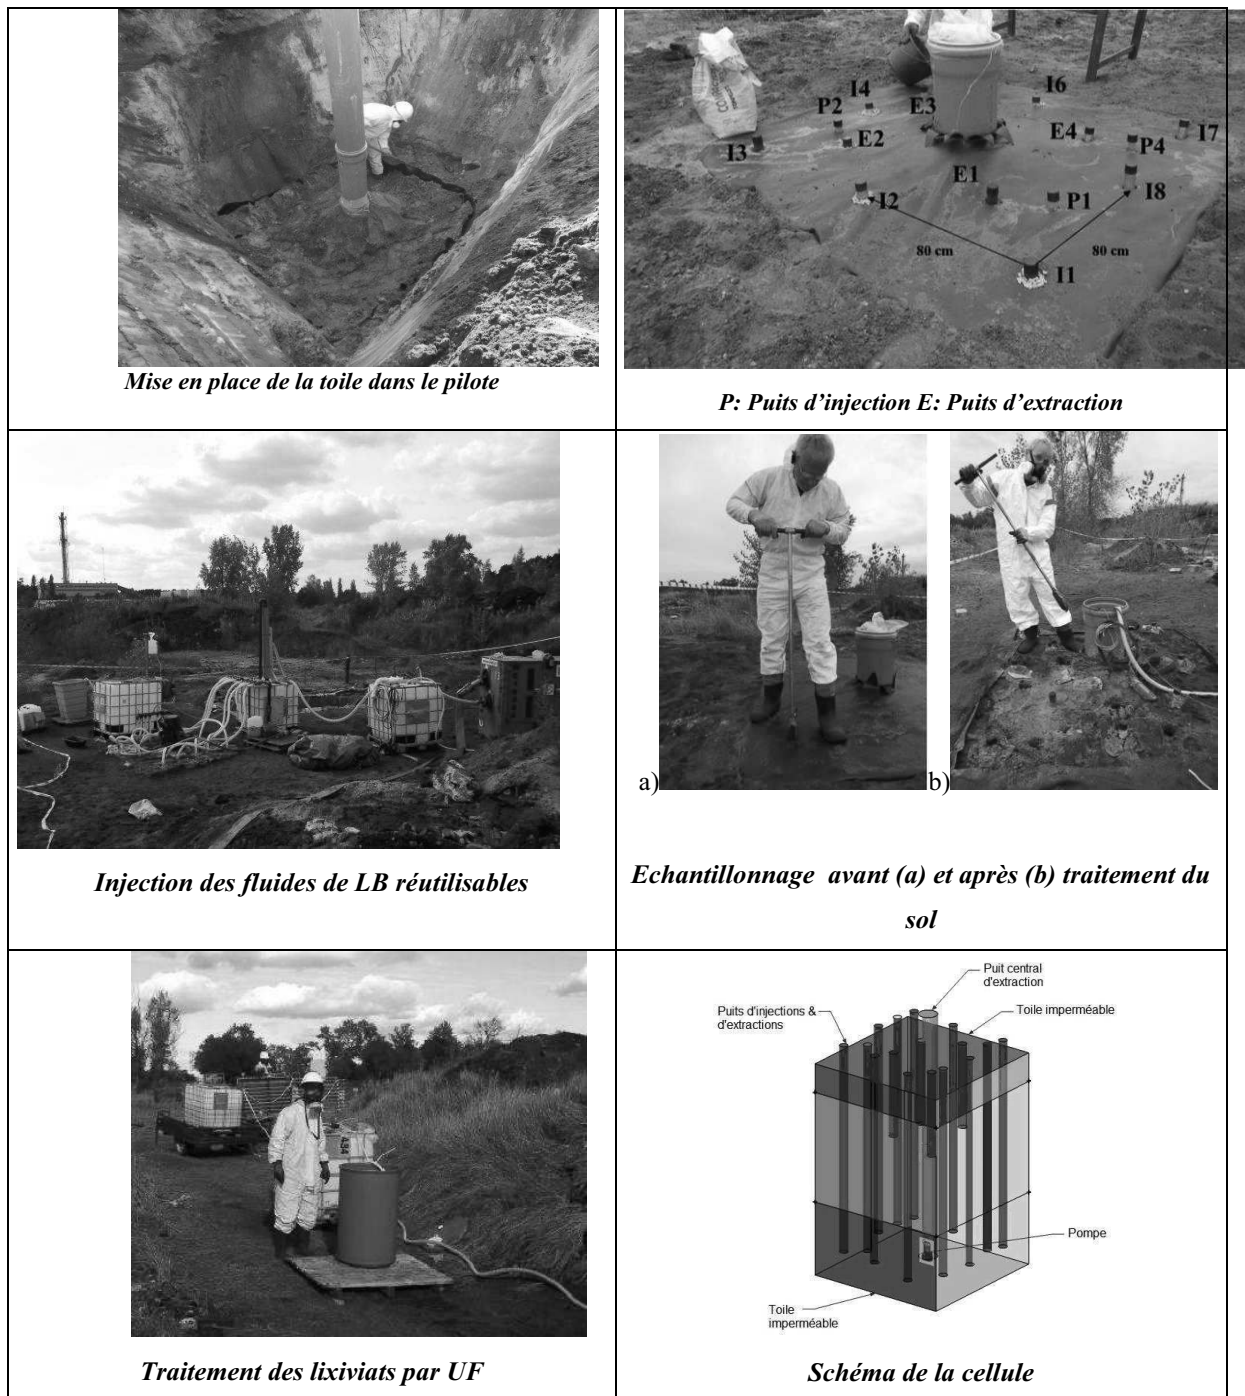 Mise en place de la toile dans le pilote
I4
I6
P2
E3
E4
I7
I3
E2
P4
E1
I2
P1
I8
80 cm
80 cm
I1
P: Puits d'injection E: Puits d'extraction
Injection des fluides de LB réutilisables
a)
b)
Echantillonnage avant (a) et après (b) traitement du
sol
Traitement des lixiviats par UF
Puit central
d'extraction
Puits d'injections &
d'extractions
Toile imperméable
Pompe
Toile
imperméable
Schéma de la cellule